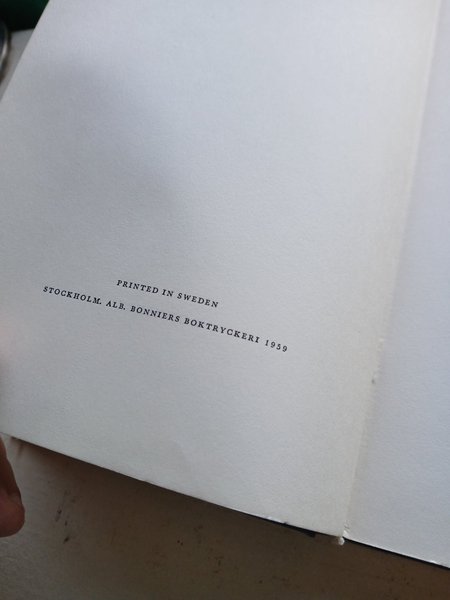 PRINTED IN SWEDEN
STOCKHOLM. ALB. BONNIERS BOKTRYCKERI 1959